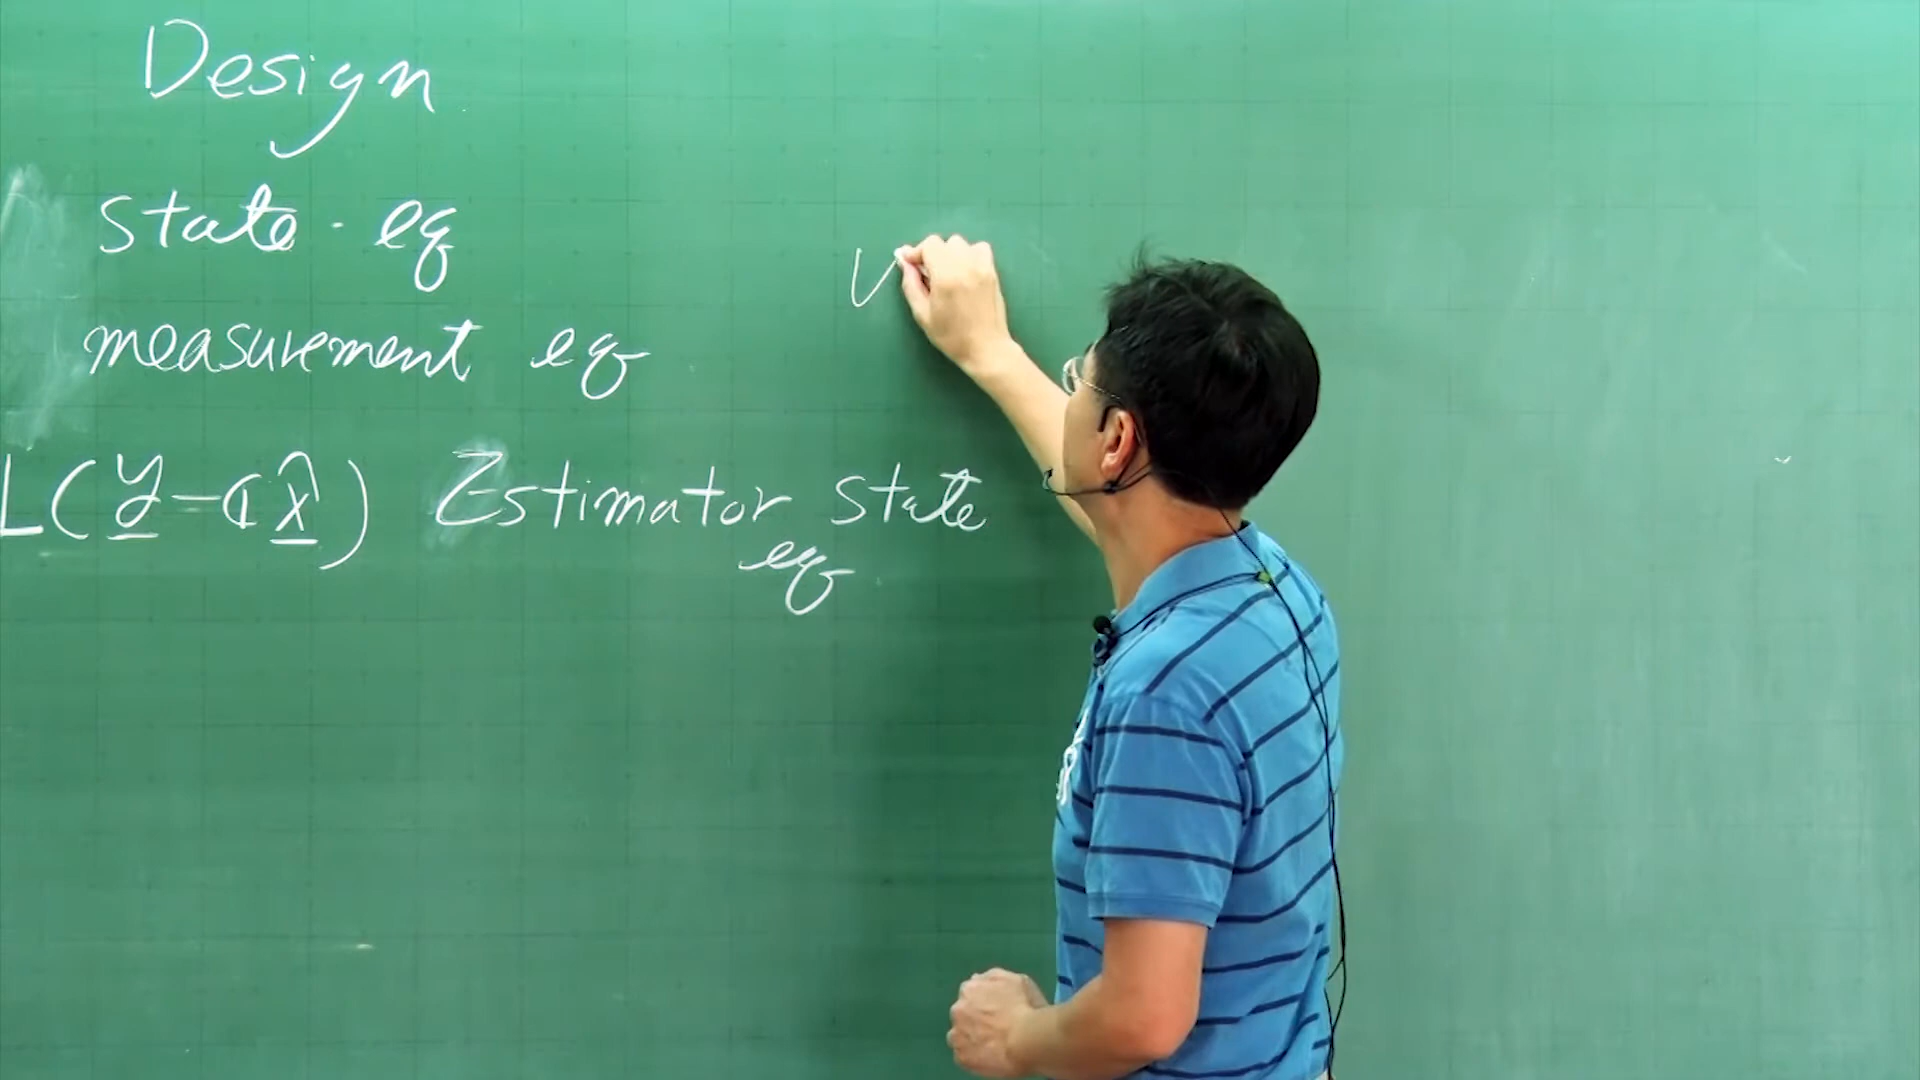 Design
state eq
measurement eq
L(y-Cx̂) Estimator state
eq
V